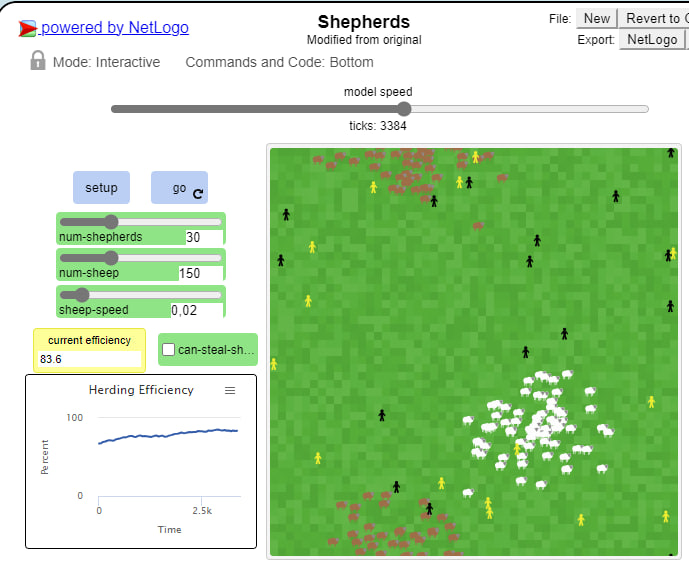 powered by NetLogo
Shepherds
Modified from original
File: New Revert to O
Export: NetLogo
Mode: Interactive Commands and Code: Bottom
model speed
ticks: 3384
setup
go
num-shepherds 30
num-sheep 150
sheep-speed 0,02
current efficiency
83.6
can-steal-sh...
Herding Efficiency
100
Percent
0
0 2.5k
Time